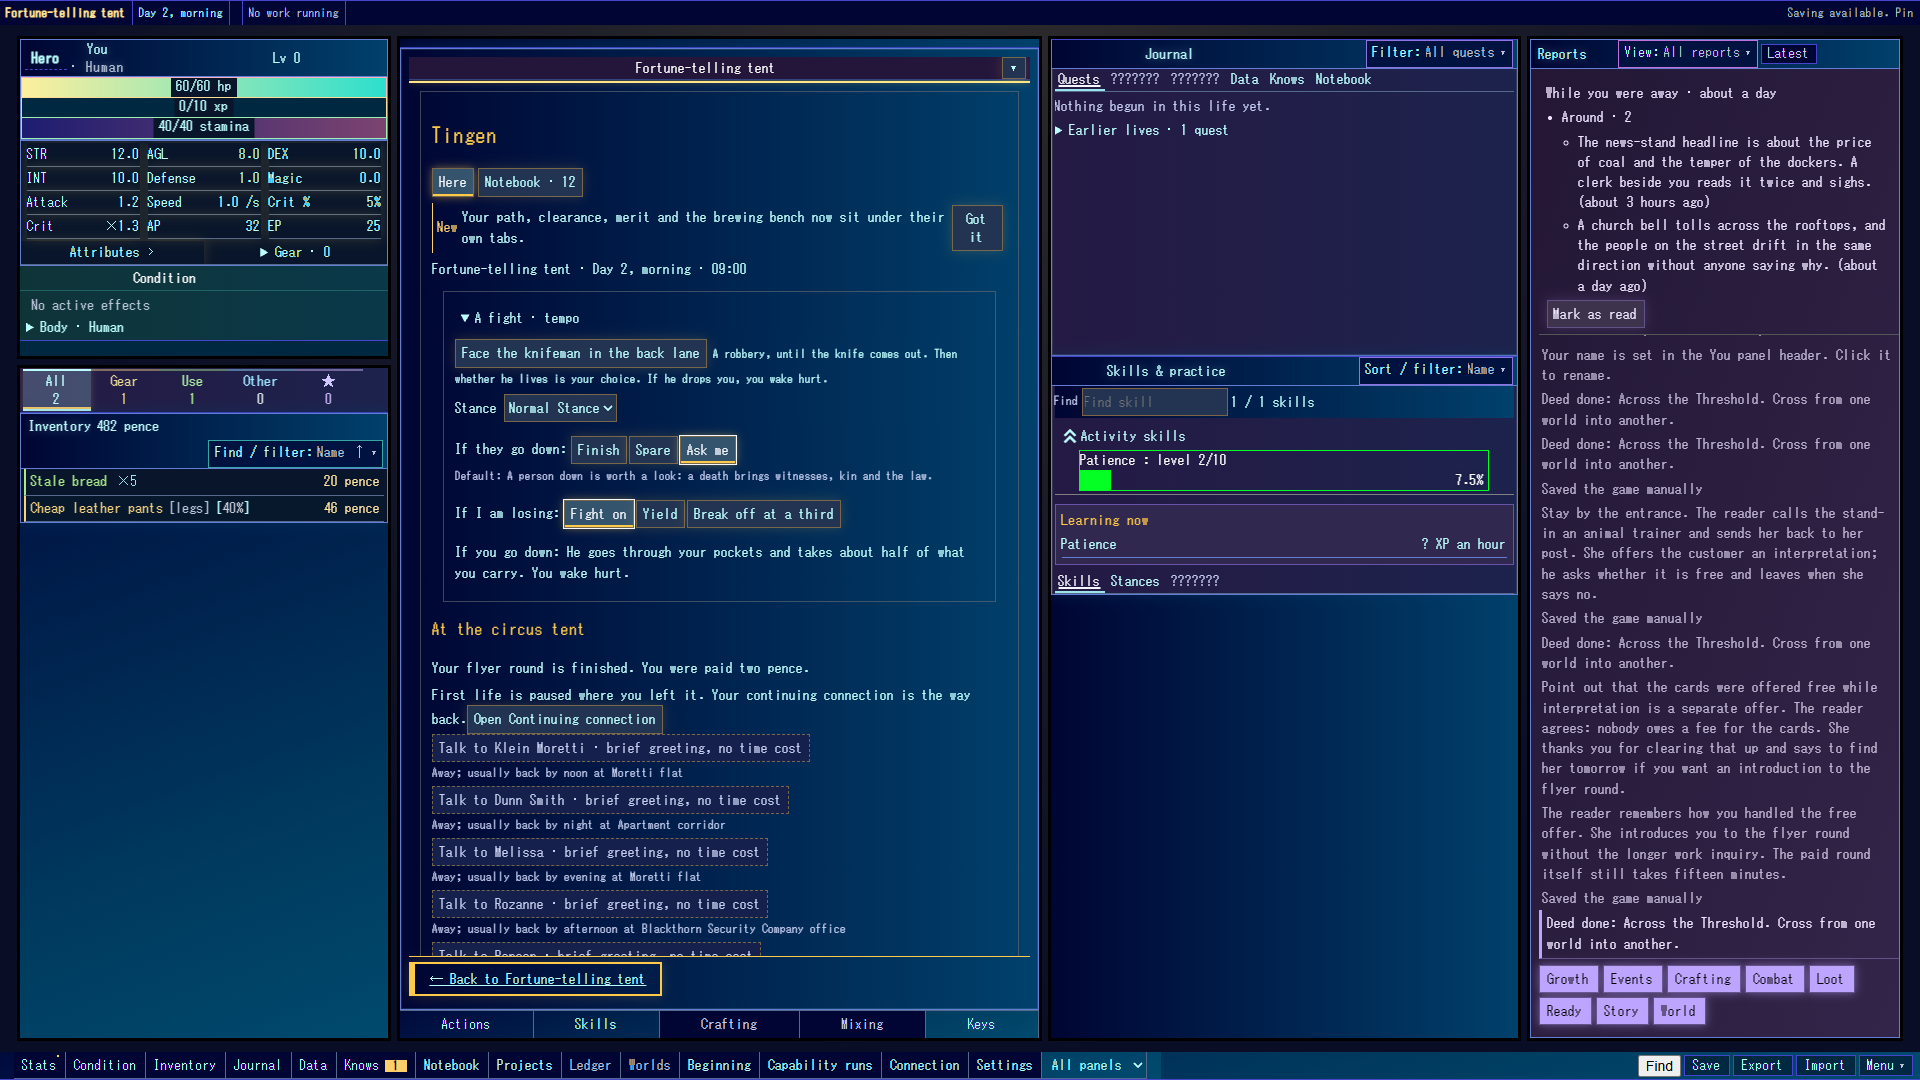 Fortune-telling tent
Day 2, morning
No work running
Saving available. Pin
Hero · You
Human
Lv 0
60/60 hp
0/10 xp
40/40 stamina
STR 12.0 AGL 8.0 DEX 10.0
INT 10.0 Defense 1.0 Magic 0.0
Attack 1.2 Speed 1.0 /s Crit % 5%
Crit ×1.3 AP 32 EP 25
Attributes >
▶ Gear · 0
Condition
No active effects
▶ Body · Human
All Gear Use Other ★
2 1 1 0 0
Inventory 482 pence
Find / filter: Name ↑ ▾
Stale bread ×5 20 pence
Cheap leather pants [legs] [40%] 46 pence
Fortune-telling tent
▾
Tingen
Here
Notebook · 12
New
Your path, clearance, merit and the brewing bench now sit under their
own tabs.
Got
it
Fortune-telling tent · Day 2, morning · 09:00
▼ A fight · tempo
Face the knifeman in the back lane A robbery, until the knife comes out. Then
whether he lives is your choice. If he drops you, you wake hurt.
Stance Normal Stance
If they go down: Finish Spare Ask me
Default: A person down is worth a look: a death brings witnesses, kin and the law.
If I am losing: Fight on Yield Break off at a third
If you go down: He goes through your pockets and takes about half of what
you carry. You wake hurt.
At the circus tent
Your flyer round is finished. You were paid two pence.
First life is paused where you left it. Your continuing connection is the way
back. Open Continuing connection
Talk to Klein Moretti · brief greeting, no time cost
Away; usually back by noon at Moretti flat
Talk to Dunn Smith · brief greeting, no time cost
Away; usually back by night at Apartment corridor
Talk to Melissa · brief greeting, no time cost
Away; usually back by evening at Moretti flat
Talk to Rozanne · brief greeting, no time cost
Away; usually back by afternoon at Blackthorn Security Company office
← Back to Fortune-telling tent
Actions Skills Crafting Mixing Keys
Journal
Filter: All quests ▾
Quests ??????? ??????? Data Knows Notebook
Nothing begun in this life yet.
▶ Earlier lives · 1 quest
Skills & practice
Sort / filter: Name ▾
Find Find skill 1 / 1 skills
Activity skills
Patience : level 2/10
7.5%
Learning now
Patience ? XP an hour
Skills Stances ???????
Reports
View: All reports ▾
Latest
While you were away · about a day
• Around · 2
The news-stand headline is about the price
of coal and the temper of the dockers. A
clerk beside you reads it twice and sighs.
(about 3 hours ago)
A church bell tolls across the rooftops, and
the people on the street drift in the same
direction without anyone saying why. (about
a day ago)
Mark as read
Your name is set in the You panel header. Click it
to rename.
Deed done: Across the Threshold. Cross from one
world into another.
Deed done: Across the Threshold. Cross from one
world into another.
Saved the game manually
Stay by the entrance. The reader calls the stand-
in an animal trainer and sends her back to her
post. She offers the customer an interpretation;
he asks whether it is free and leaves when she
says no.
Saved the game manually
Deed done: Across the Threshold. Cross from one
world into another.
Point out that the cards were offered free while
interpretation is a separate offer. The reader
agrees: nobody owes a fee for the cards. She
thanks you for clearing that up and says to find
her tomorrow if you want an introduction to the
flyer round.
The reader remembers how you handled the free
offer. She introduces you to the flyer round
without the longer work inquiry. The paid round
itself still takes fifteen minutes.
Saved the game manually
Deed done: Across the Threshold. Cross from one
world into another.
Growth Events Crafting Combat Loot
Ready Story World
Stats Condition Inventory Journal Data Knows 1 Notebook Projects Ledger Worlds Beginning Capability runs Connection Settings All panels
Find Save Export Import Menu ▾